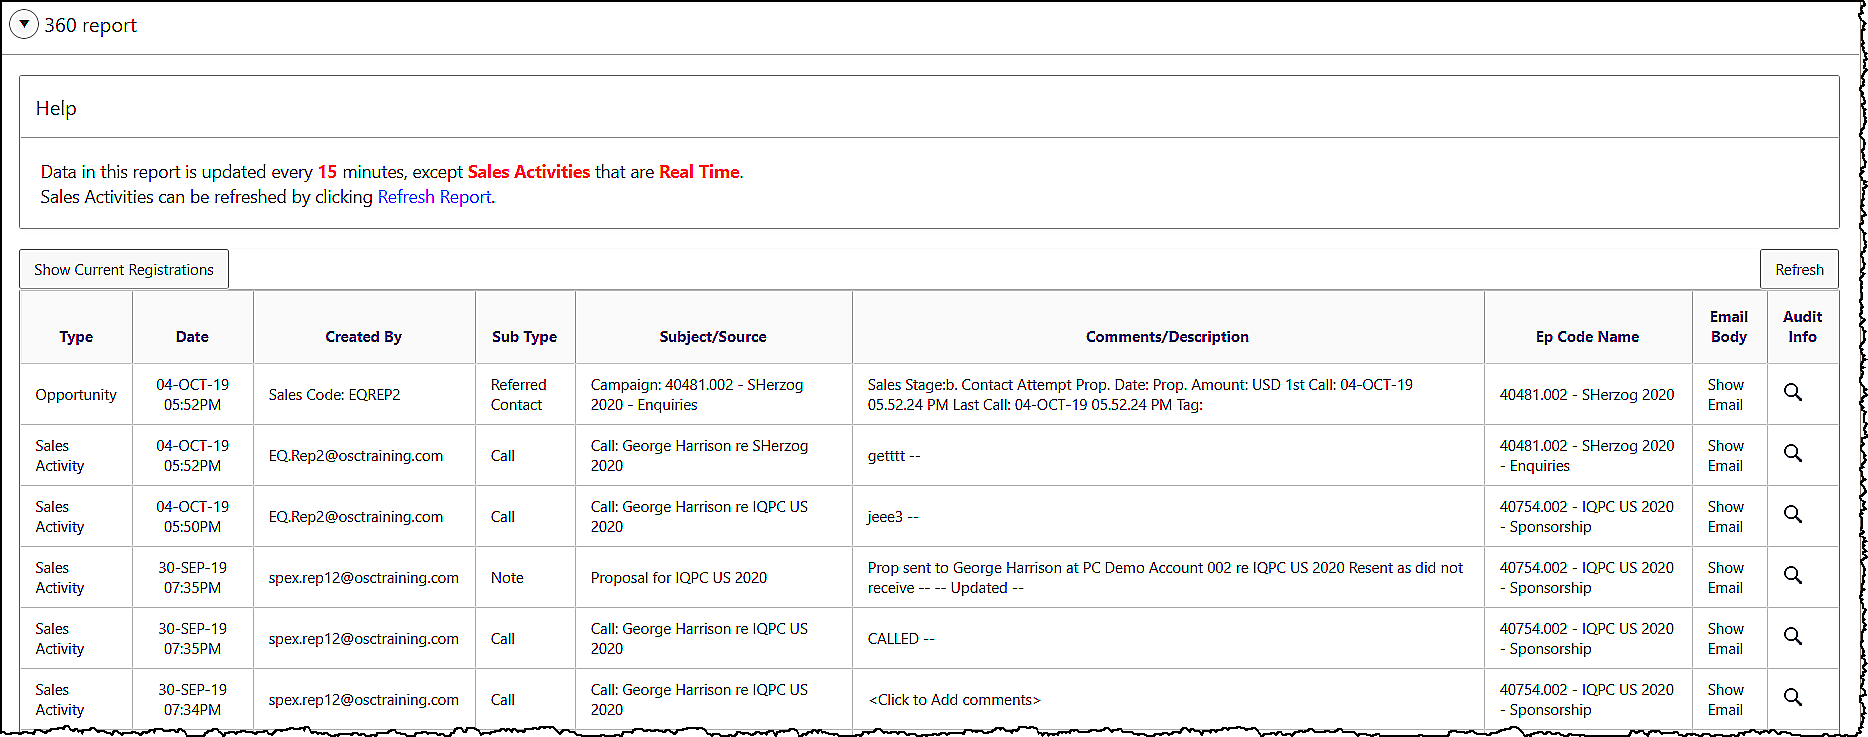 360 report
Help
Data in this report is updated every 15 minutes, except Sales Activities that are Real Time.
Sales Activities can be refreshed by clicking Refresh Report.
Show Current Registrations
Refresh
Type
Date
Created By
Sub Type
Subject/Source
Comments/Description
Ep Code Name
Email
Body
Audit
Info
Opportunity
04-OCT-19
05:52PM
Sales Code: EQREP2
Referred
Contact
Campaign: 40481.002 - SHerzog
2020 - Enquiries
Sales Stage:b. Contact Attempt Prop. Date: Prop. Amount: USD 1st Call: 04-OCT-19
05.52.24 PM Last Call: 04-OCT-19 05.52.24 PM Tag:
40481.002 - SHerzog 2020
Show
Email
Sales
Activity
04-OCT-19
05:52PM
EQ.Rep2@osctraining.com
Call
Call: George Harrison re SHerzog
2020
getttt --
40481.002 - SHerzog 2020
- Enquiries
Show
Email
Sales
Activity
04-OCT-19
05:50PM
EQ.Rep2@osctraining.com
Call
Call: George Harrison re IQPC US
2020
jeee3 --
40754.002 - IQPC US 2020
- Sponsorship
Show
Email
Sales
Activity
30-SEP-19
07:35PM
spex.rep12@osctraining.com
Note
Proposal for IQPC US 2020
Prop sent to George Harrison at PC Demo Account 002 re IQPC US 2020 Resent as did not
receive -- -- Updated --
40754.002 - IQPC US 2020
- Sponsorship
Show
Email
Sales
Activity
30-SEP-19
07:35PM
spex.rep12@osctraining.com
Call
Call: George Harrison re IQPC US
2020
CALLED --
40754.002 - IQPC US 2020
- Sponsorship
Show
Email
Sales
Activity
30-SEP-19
07:34PM
spex.rep12@osctraining.com
Call
Call: George Harrison re IQPC US
2020
<Click to Add comments>
40754.002 - IQPC US 2020
- Sponsorship
Show
Email